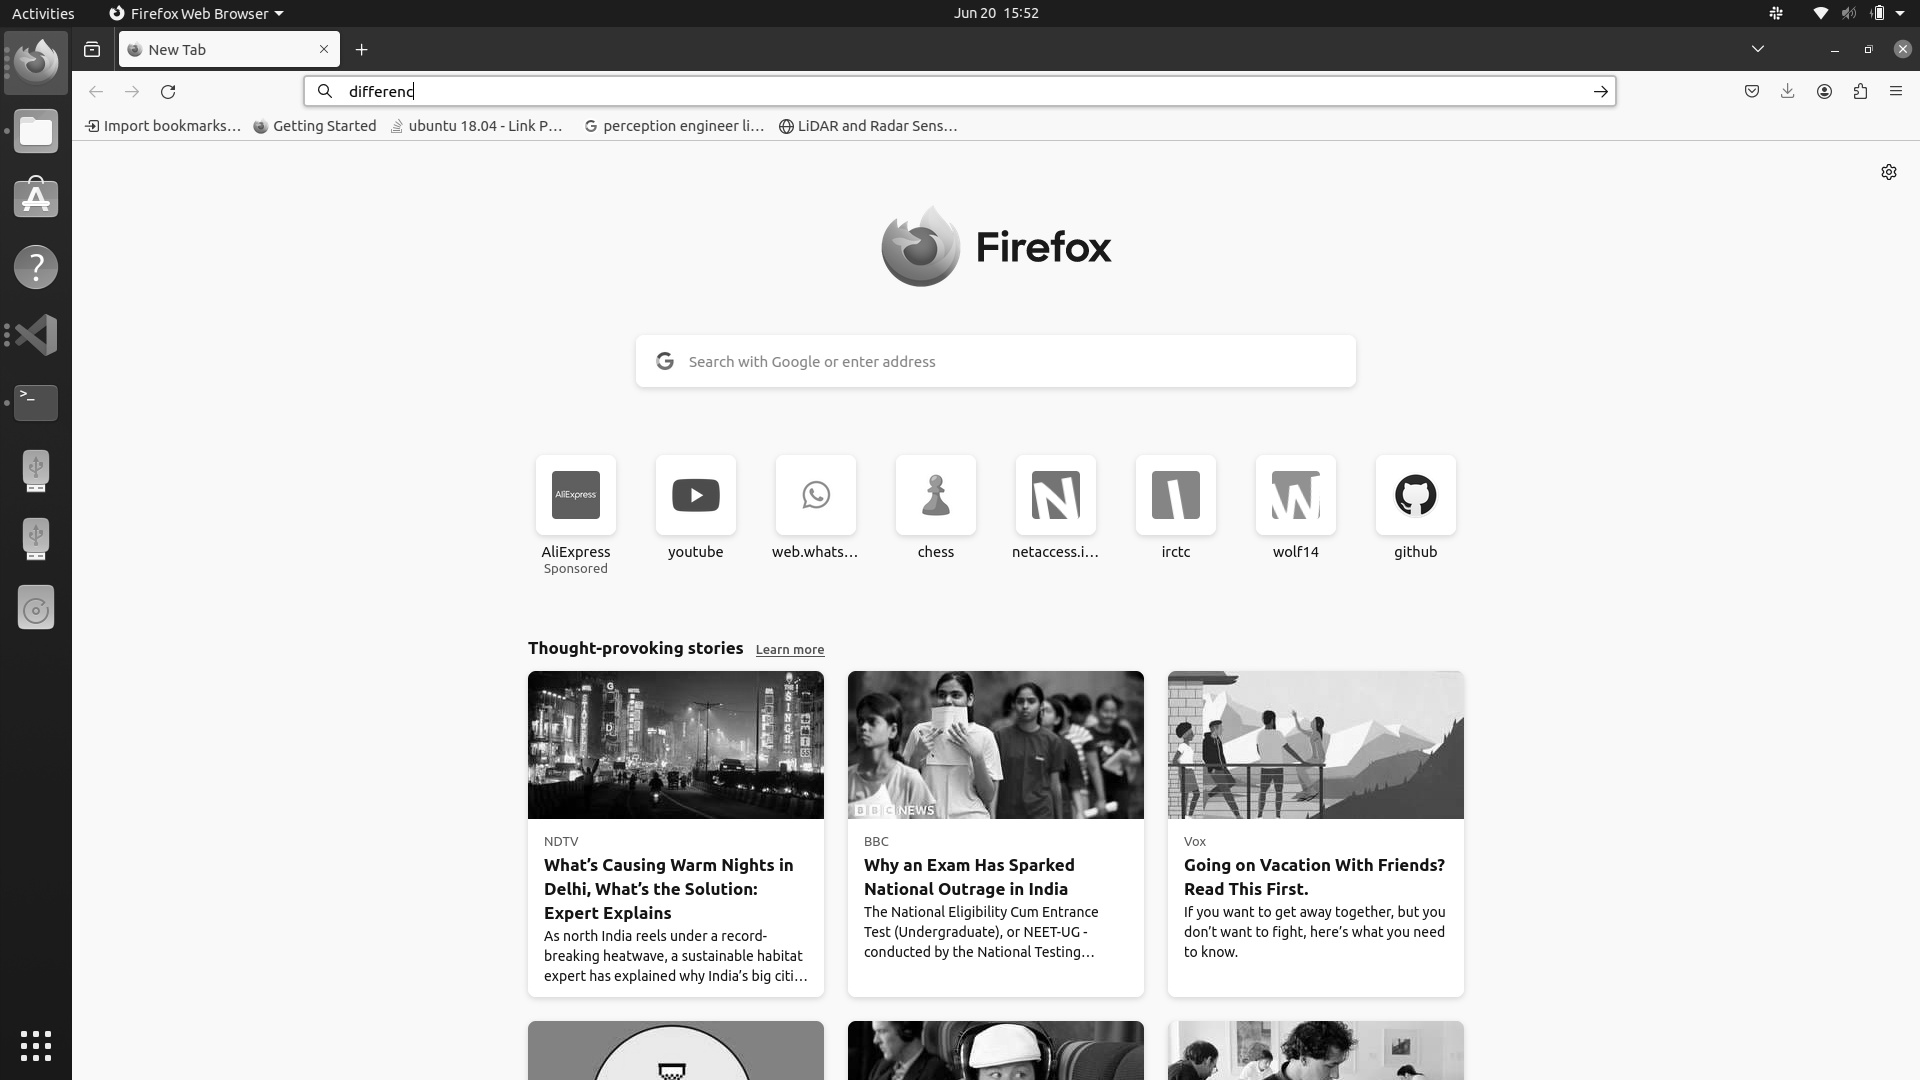 Activities
Firefox Web Browser
Jun 20 15:52
New Tab
differenc
Import bookmarks...
Getting Started
ubuntu 18.04 - Link P...
perception engineer li...
LiDAR and Radar Sens...
Firefox
Search with Google or enter address
AliExpress
AliExpress
Sponsored
youtube
web.whats...
chess
netaccess.i...
irctc
wolf14
github
Thought-provoking stories
Learn more
NDTV
What’s Causing Warm Nights in
Delhi, What’s the Solution:
Expert Explains
As north India reels under a record-
breaking heatwave, a sustainable habitat
expert has explained why India’s big citi...
BBC NEWS
BBC
Why an Exam Has Sparked
National Outrage in India
The National Eligibility Cum Entrance
Test (Undergraduate), or NEET-UG -
conducted by the National Testing...
Vox
Going on Vacation With Friends?
Read This First.
If you want to get away together, but you
don’t want to fight, here’s what you need
to know.